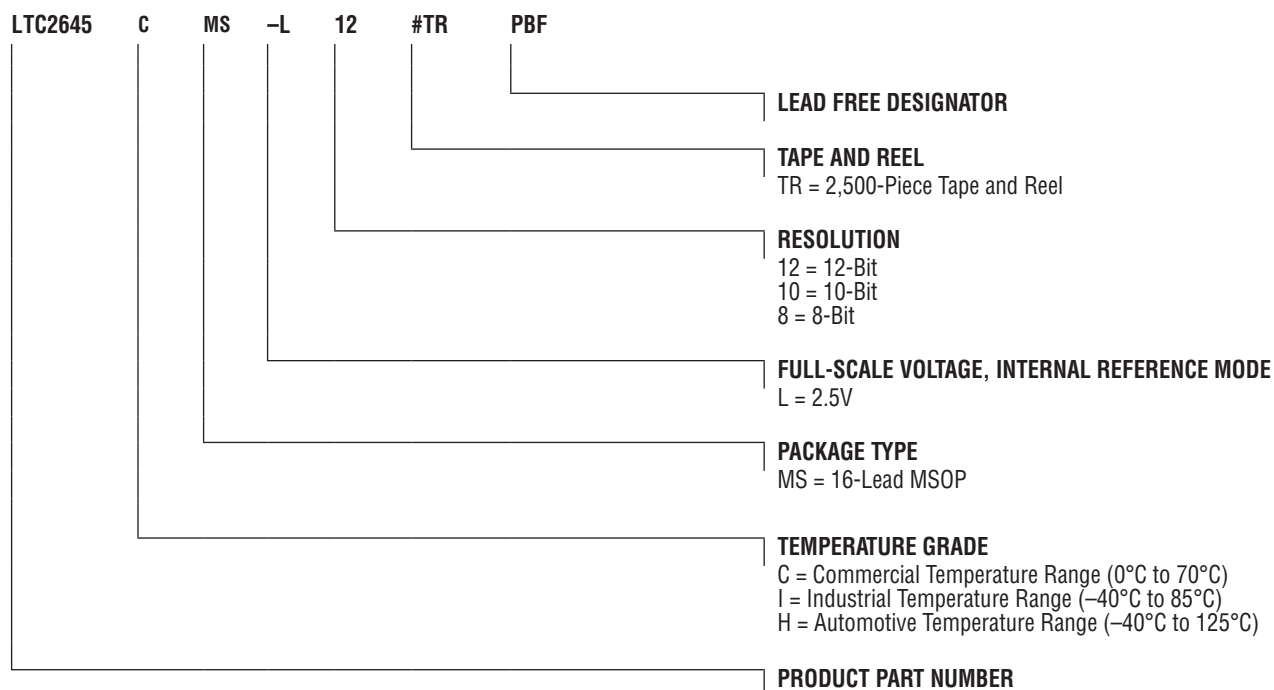 LTC2645 C MS –L 12 #TR PBF
LEAD FREE DESIGNATOR
TAPE AND REEL
TR = 2,500-Piece Tape and Reel
RESOLUTION
12 = 12-Bit
10 = 10-Bit
8 = 8-Bit
FULL-SCALE VOLTAGE, INTERNAL REFERENCE MODE
L = 2.5V
PACKAGE TYPE
MS = 16-Lead MSOP
TEMPERATURE GRADE
C = Commercial Temperature Range (0°C to 70°C)
I = Industrial Temperature Range (–40°C to 85°C)
H = Automotive Temperature Range (–40°C to 125°C)
PRODUCT PART NUMBER